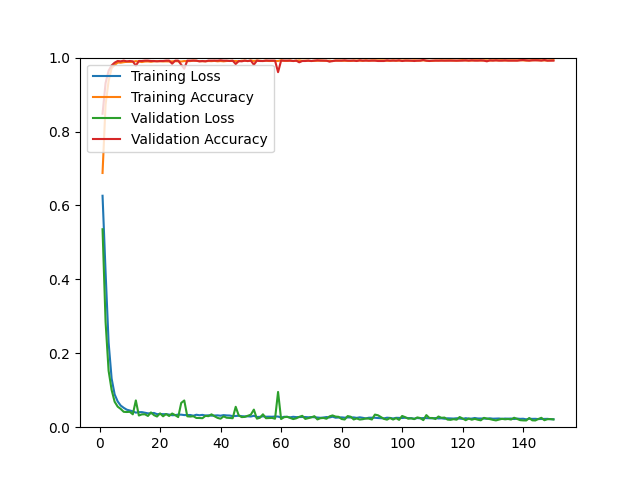 1.0
0.8
0.6
0.4
0.2
0.0
Training Loss
Training Accuracy
Validation Loss
Validation Accuracy
0 20 40 60 80 100 120 140